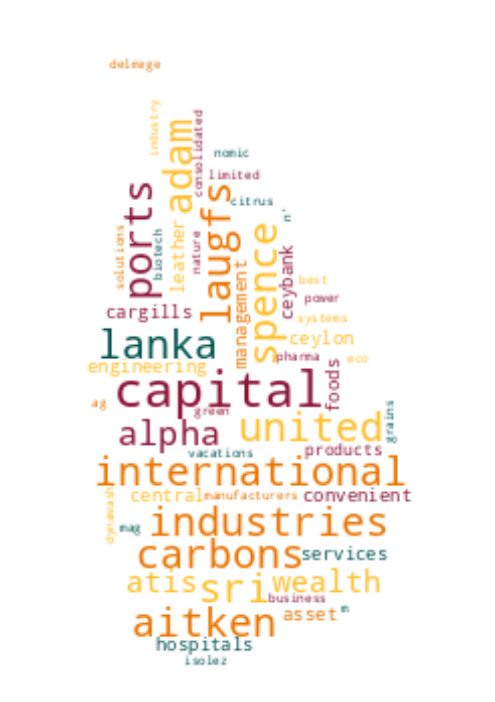 delmege
industry
adam
consolidated
nomic
limited
ports
laugfs
citrus
n'
solutions
biotech
leather
nature
spence
ceybank
management
best
power
cargills
systems
lanka
ceylon
pharma
eco
engineering
foods
capital
ag
green
grains
alpha
united
vacations
products
international
dynawash
central
manufacturers
convenient
mag
industries
carbons
services
atis
sri
wealth
business
m
aitken
asset
hospitals
isolez